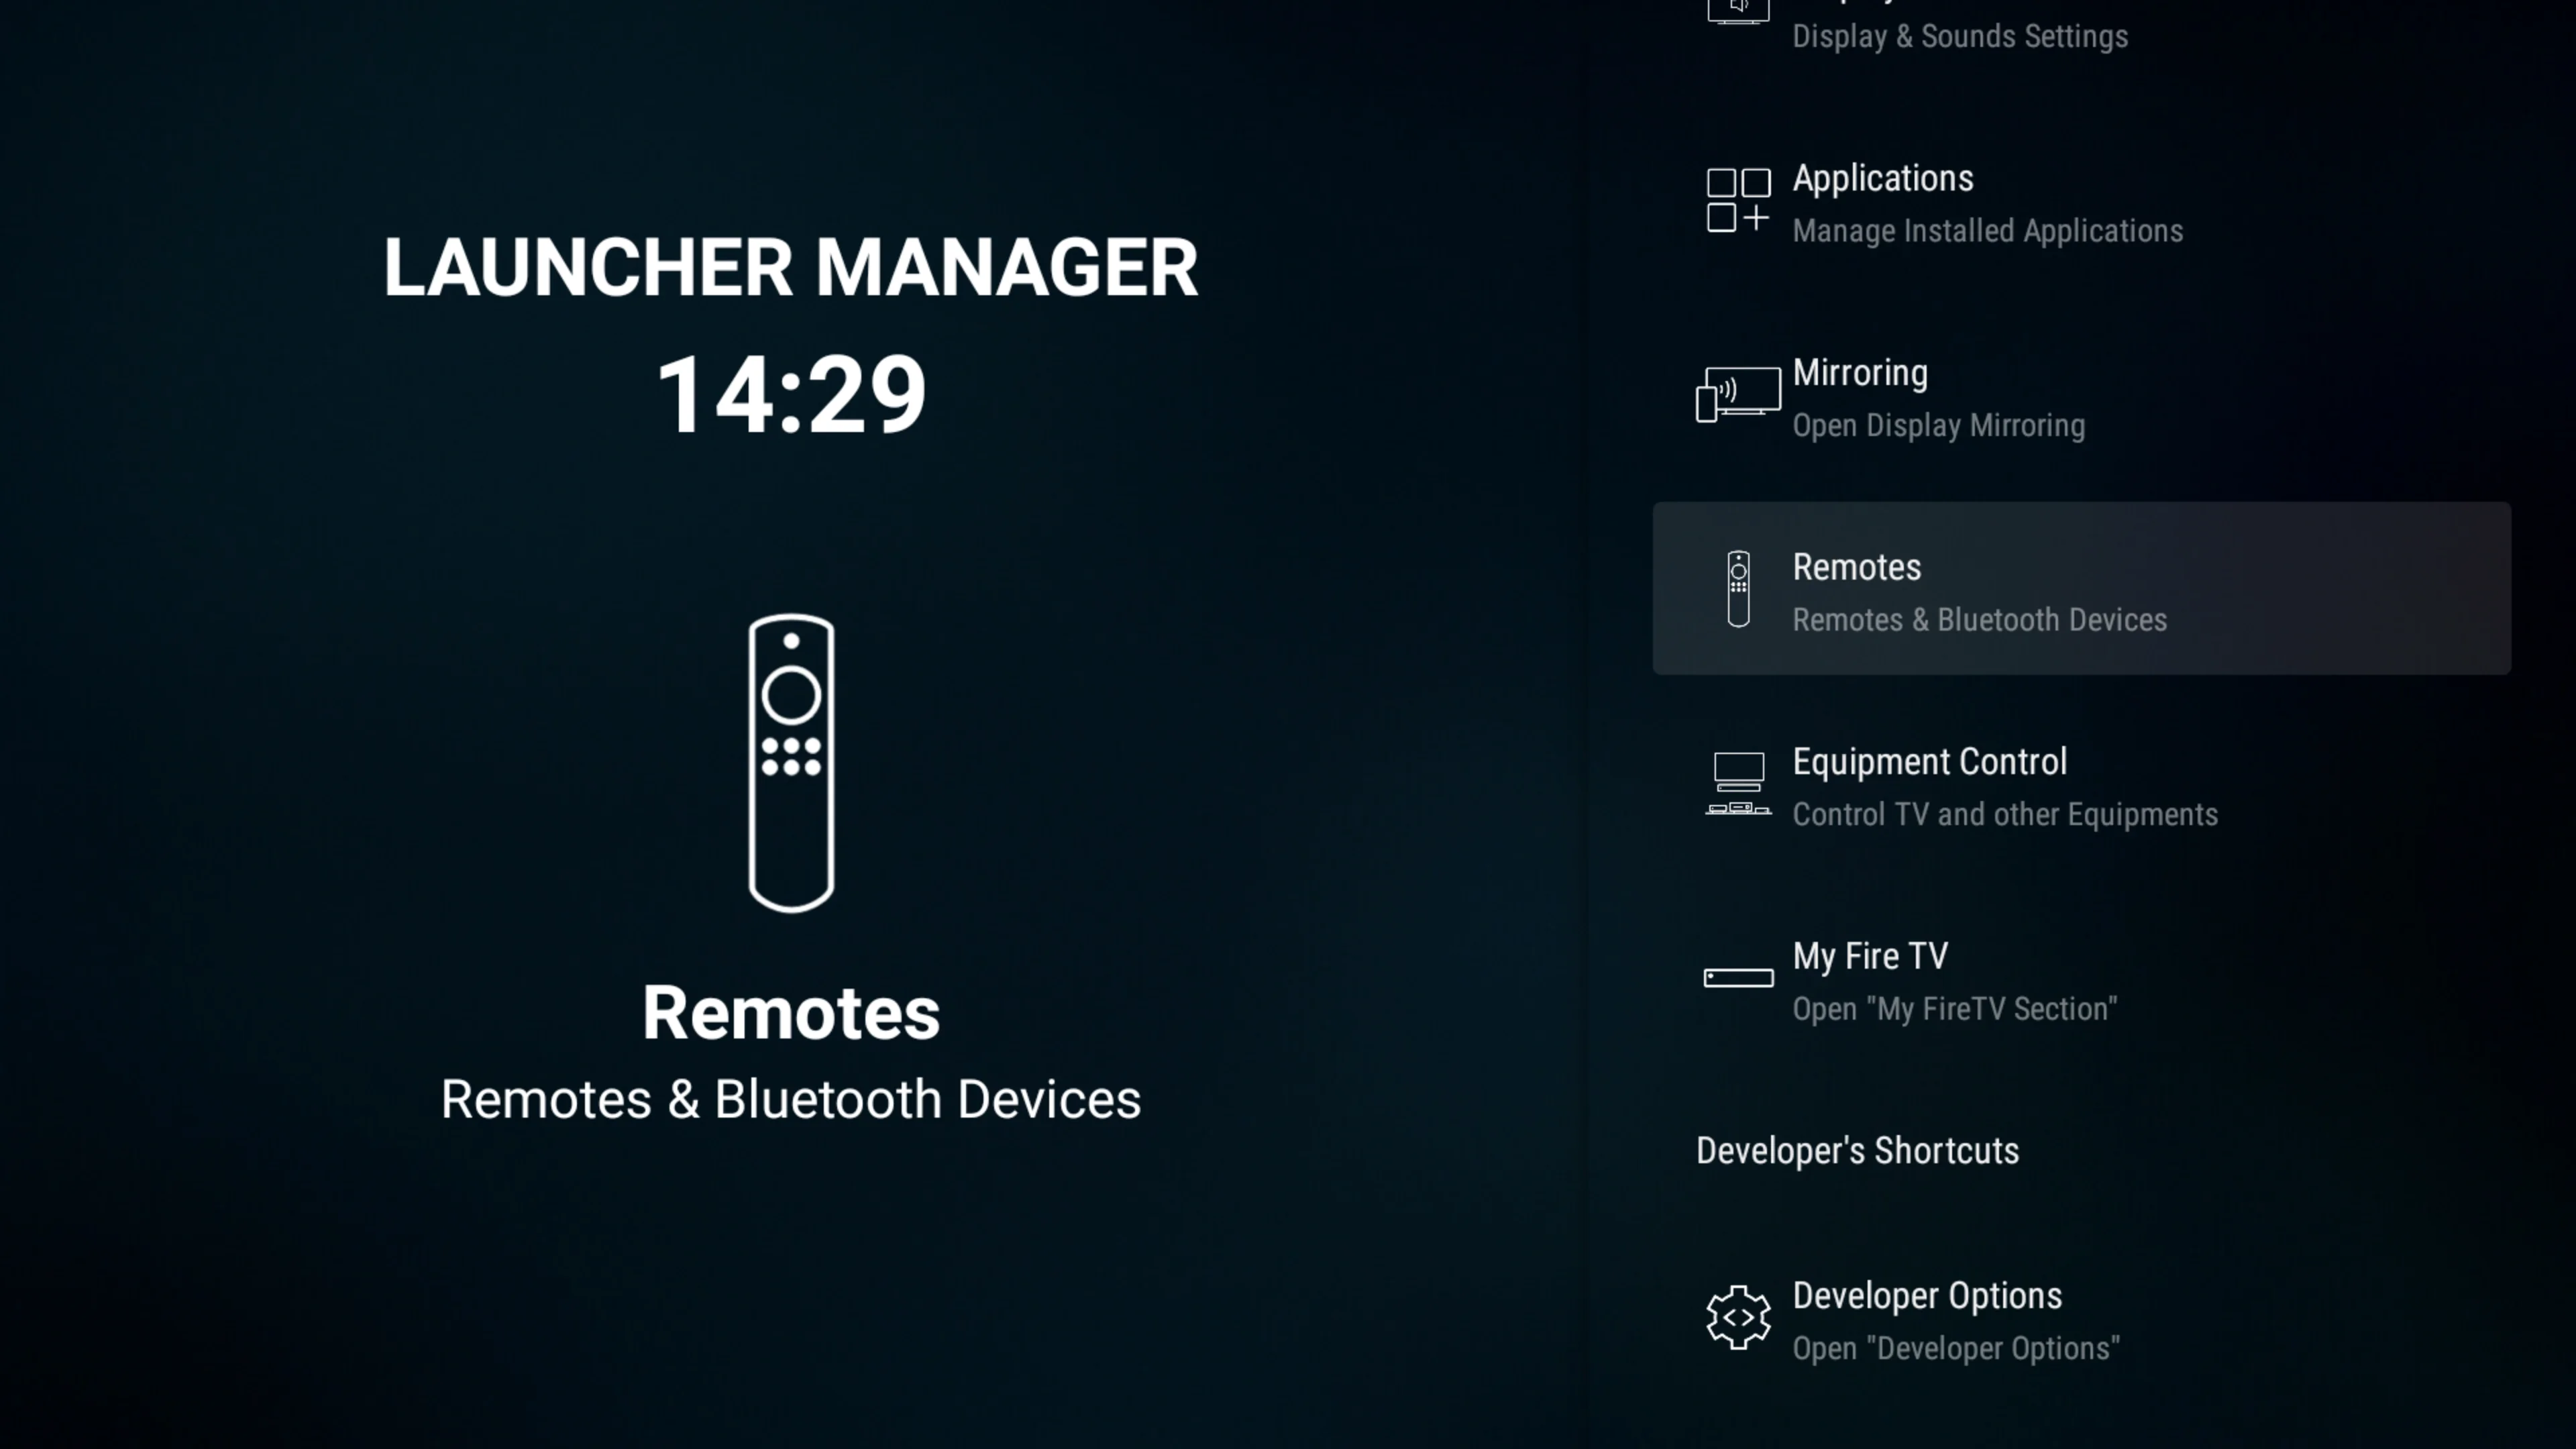 LAUNCHER MANAGER
14:29
Remotes
Remotes & Bluetooth Devices
Display & Sounds Settings
Applications
Manage Installed Applications
Mirroring
Open Display Mirroring
Remotes
Remotes & Bluetooth Devices
Equipment Control
Control TV and other Equipments
My Fire TV
Open "My FireTV Section"
Developer's Shortcuts
Developer Options
Open "Developer Options"